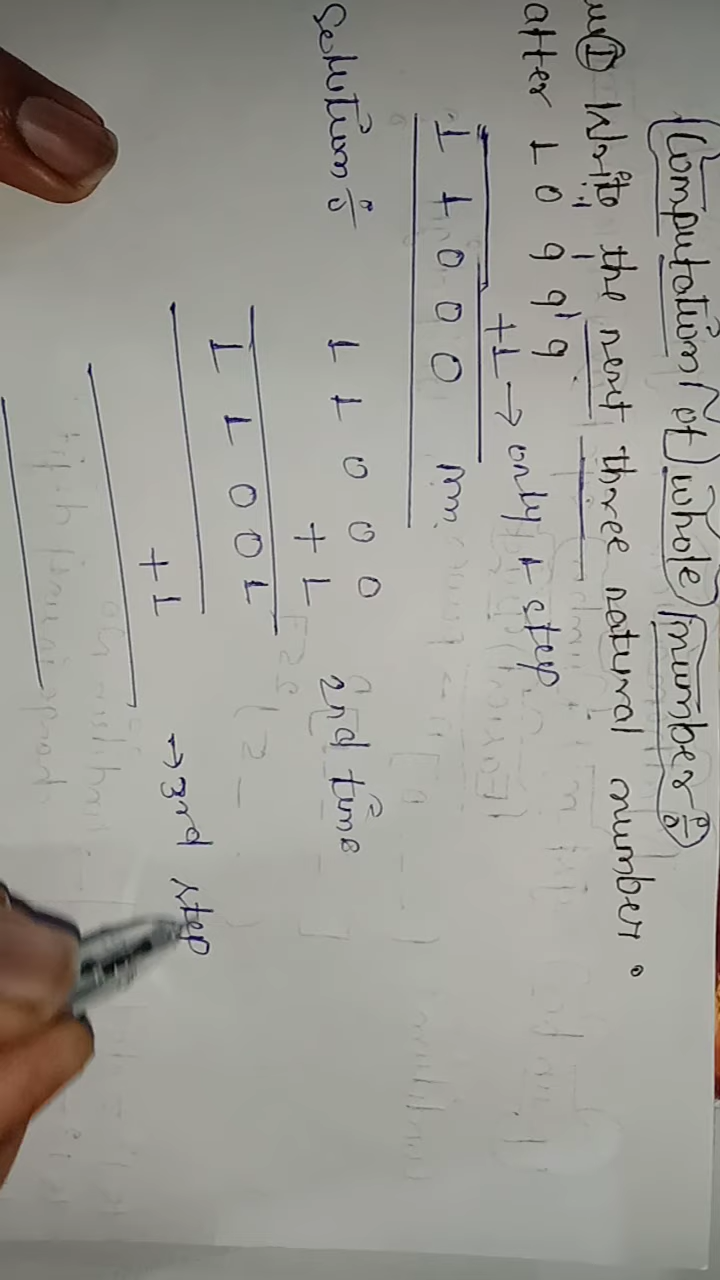 Computation of whole number:
① Write the next three natural number.
after 1 0 9 9 9
+1 → only 1 step
1 1 0 0 0
Solution: 1 1 0 0 0
+ 1 2nd time
1 1 0 0 1
+1 → 3rd step